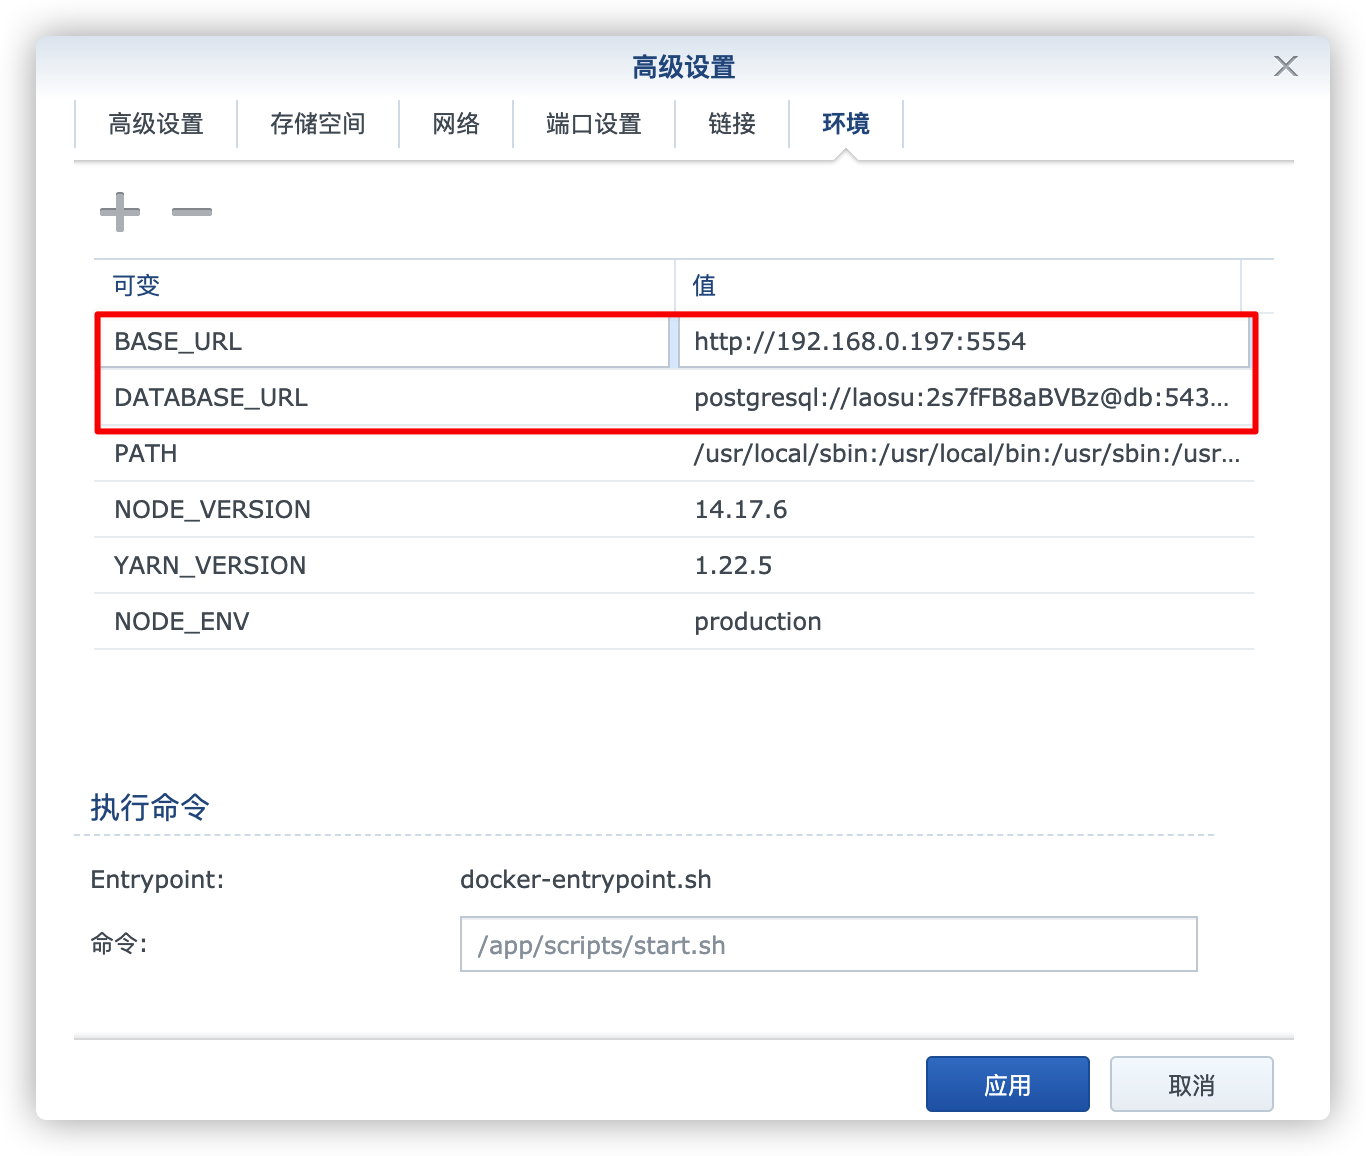 高级设置
高级设置 存储空间 网络 端口设置 链接 环境
可变 值
BASE_URL http://192.168.0.197:5554
DATABASE_URL postgresql://laosu:2s7fFB8aBVBz@db:543...
PATH /usr/local/sbin:/usr/local/bin:/usr/sbin:/usr...
NODE_VERSION 14.17.6
YARN_VERSION 1.22.5
NODE_ENV production
执行命令
Entrypoint: docker-entrypoint.sh
命令: /app/scripts/start.sh
应用 取消